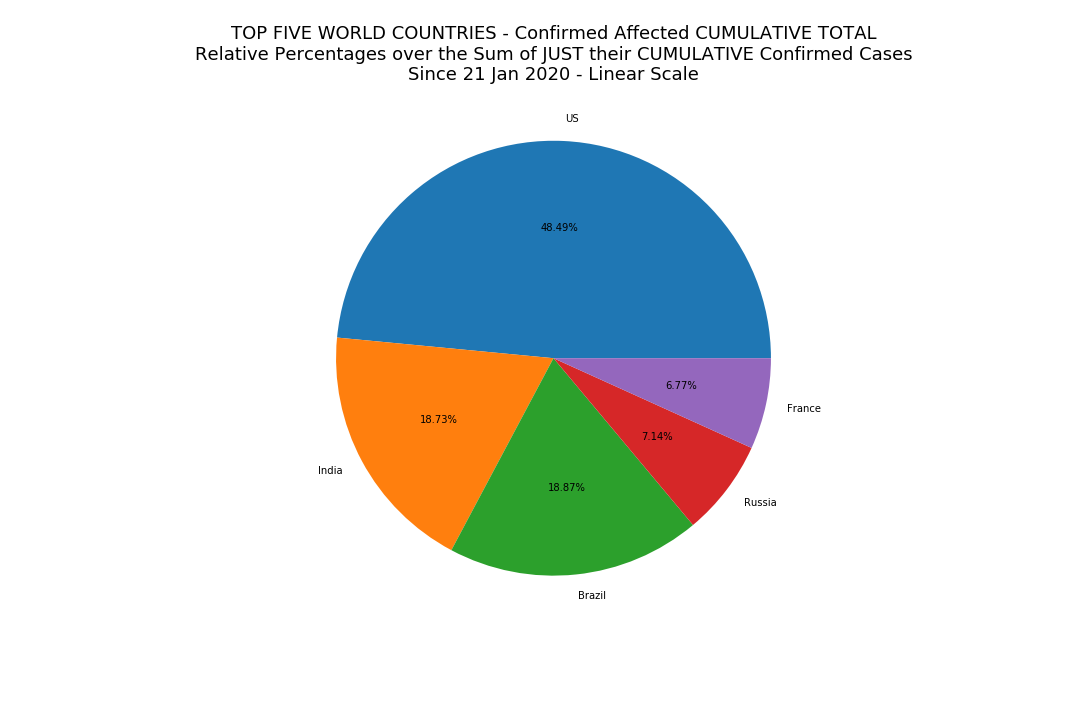 TOP FIVE WORLD COUNTRIES - Confirmed Affected CUMULATIVE TOTAL
Relative Percentages over the Sum of JUST their CUMULATIVE Confirmed Cases
Since 21 Jan 2020 - Linear Scale
US
48.49%
18.73%
India
18.87%
Brazil
7.14%
Russia
6.77%
France